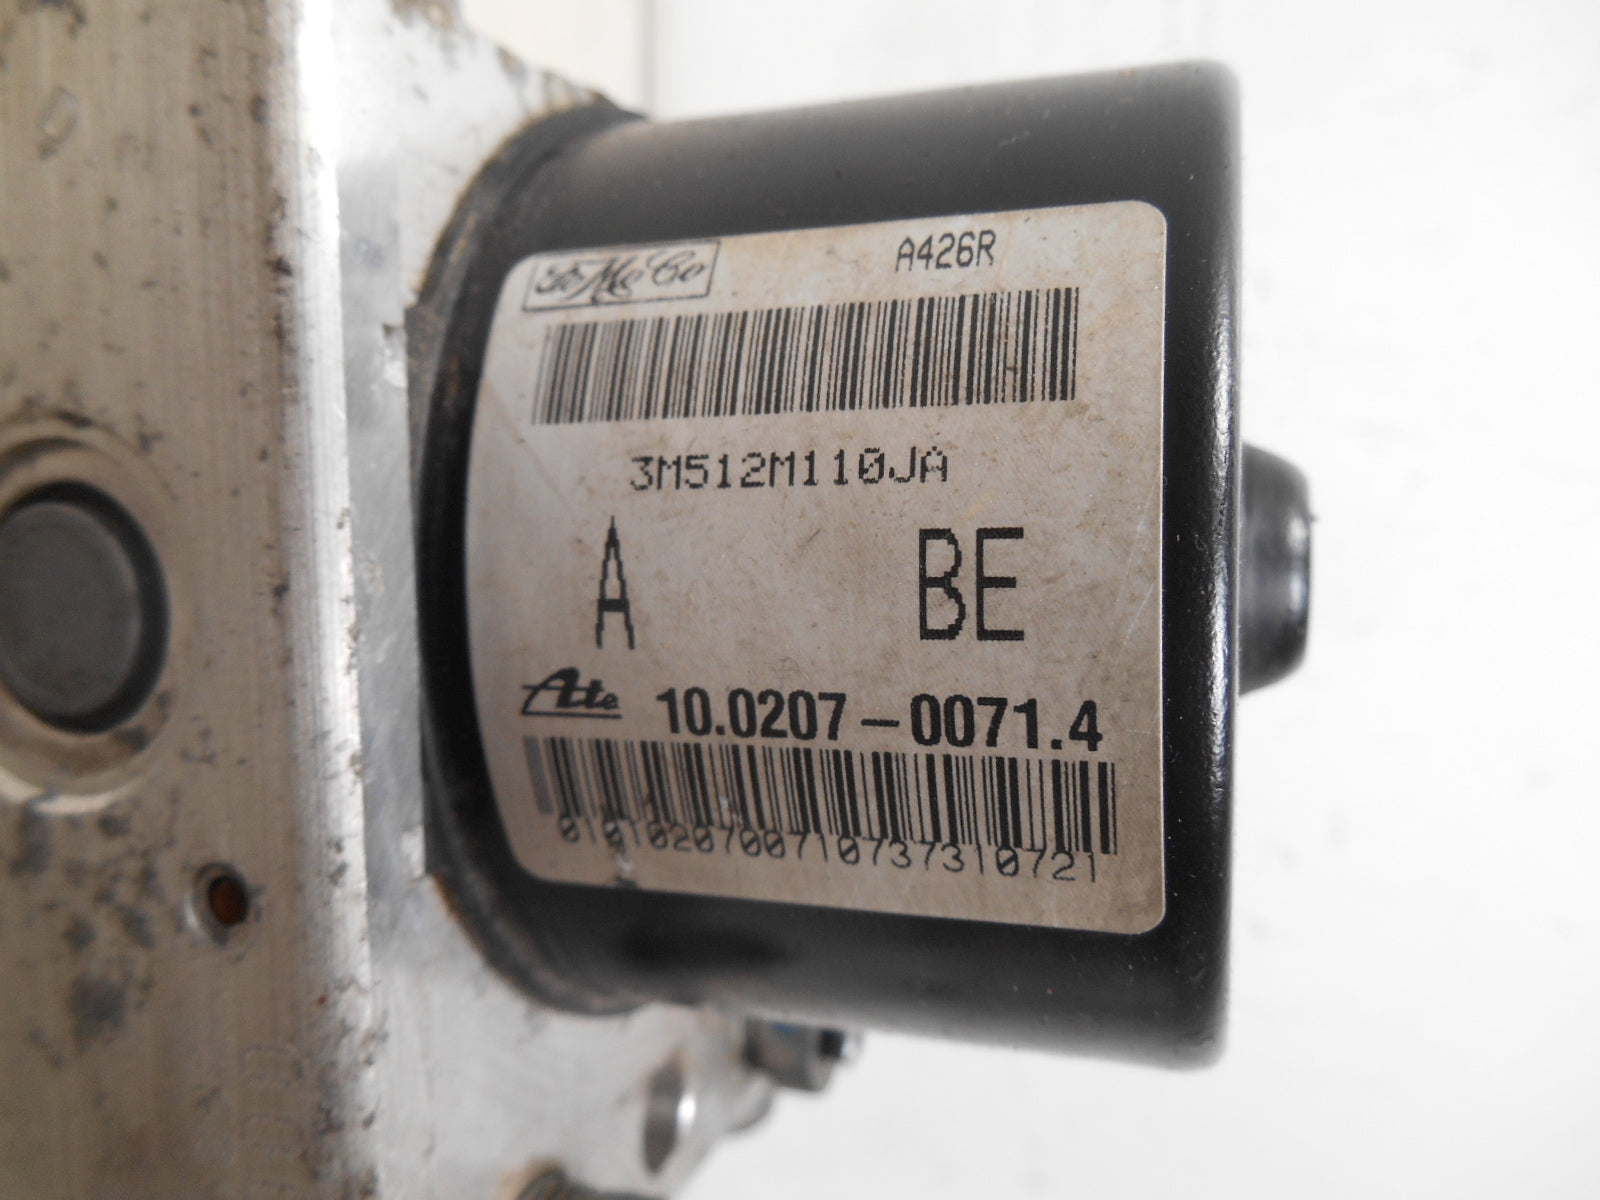 FoMoCo A426R
3M512M110JA
A BE
Ate 10.0207-0071.4
0101020700710737310721